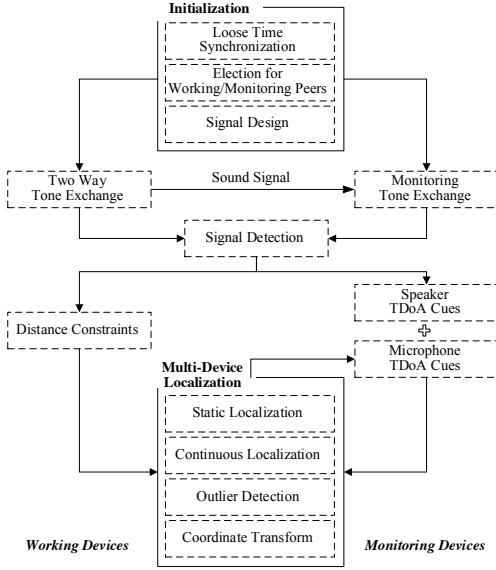 Initialization
Loose Time
Synchronization
Election for
Working/Monitoring Peers
Signal Design
Two Way
Tone Exchange
Sound Signal
Monitoring
Tone Exchange
Signal Detection
Distance Constraints
Speaker
TDoA Cues
Microphone
TDoA Cues
Multi-Device
Localization
Static Localization
Continuous Localization
Outlier Detection
Coordinate Transform
Working Devices
Monitoring Devices